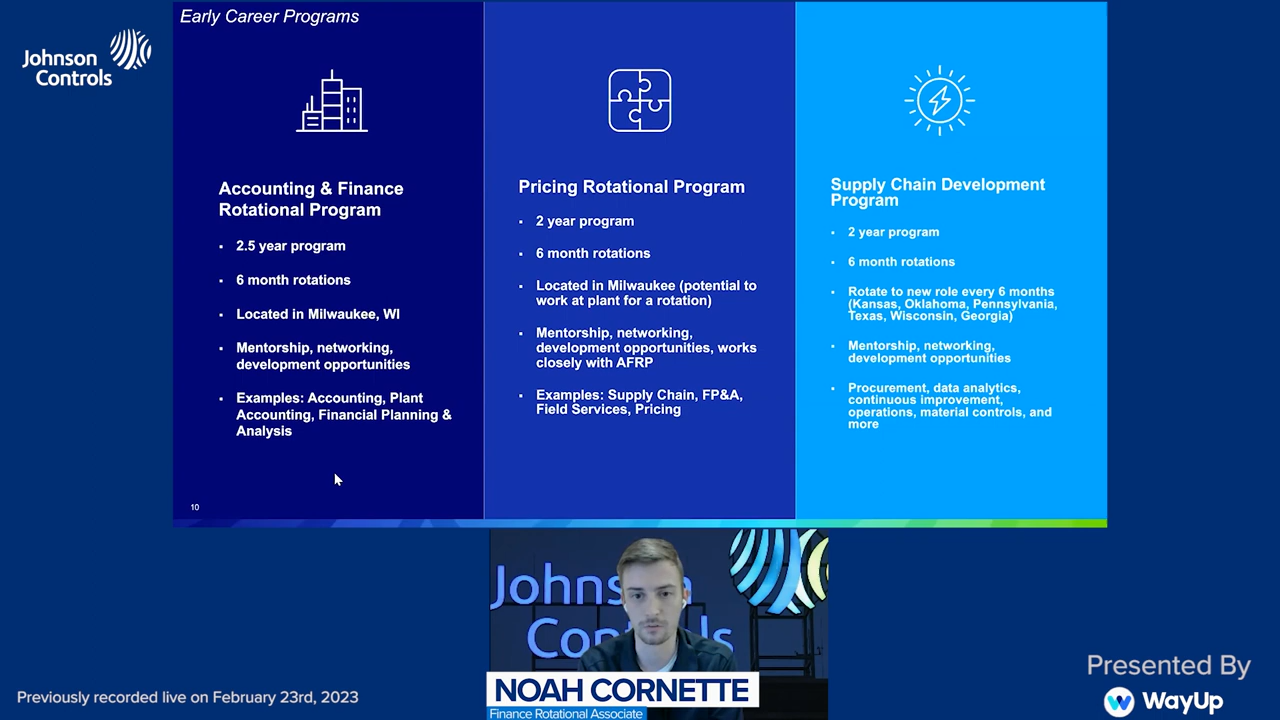 Early Career Programs
Johnson
Controls
Accounting & Finance
Rotational Program
▪ 2.5 year program
▪ 6 month rotations
▪ Located in Milwaukee, WI
▪ Mentorship, networking,
development opportunities
▪ Examples: Accounting, Plant
Accounting, Financial Planning &
Analysis
10
Pricing Rotational Program
▪ 2 year program
▪ 6 month rotations
▪ Located in Milwaukee (potential to
work at plant for a rotation)
▪ Mentorship, networking,
development opportunities, works
closely with AFRP
▪ Examples: Supply Chain, FP&A,
Field Services, Pricing
Supply Chain Development
Program
▪ 2 year program
▪ 6 month rotations
▪ Rotate to new role every 6 months
(Kansas, Oklahoma, Pennsylvania,
Texas, Wisconsin, Georgia)
▪ Mentorship, networking,
development opportunities
▪ Procurement, data analytics,
continuous improvement,
operations, material controls, and
more
Johns n
Con ls
NOAH CORNETTE
Finance Rotational Associate
Previously recorded live on February 23rd, 2023
Presented By
WayUp